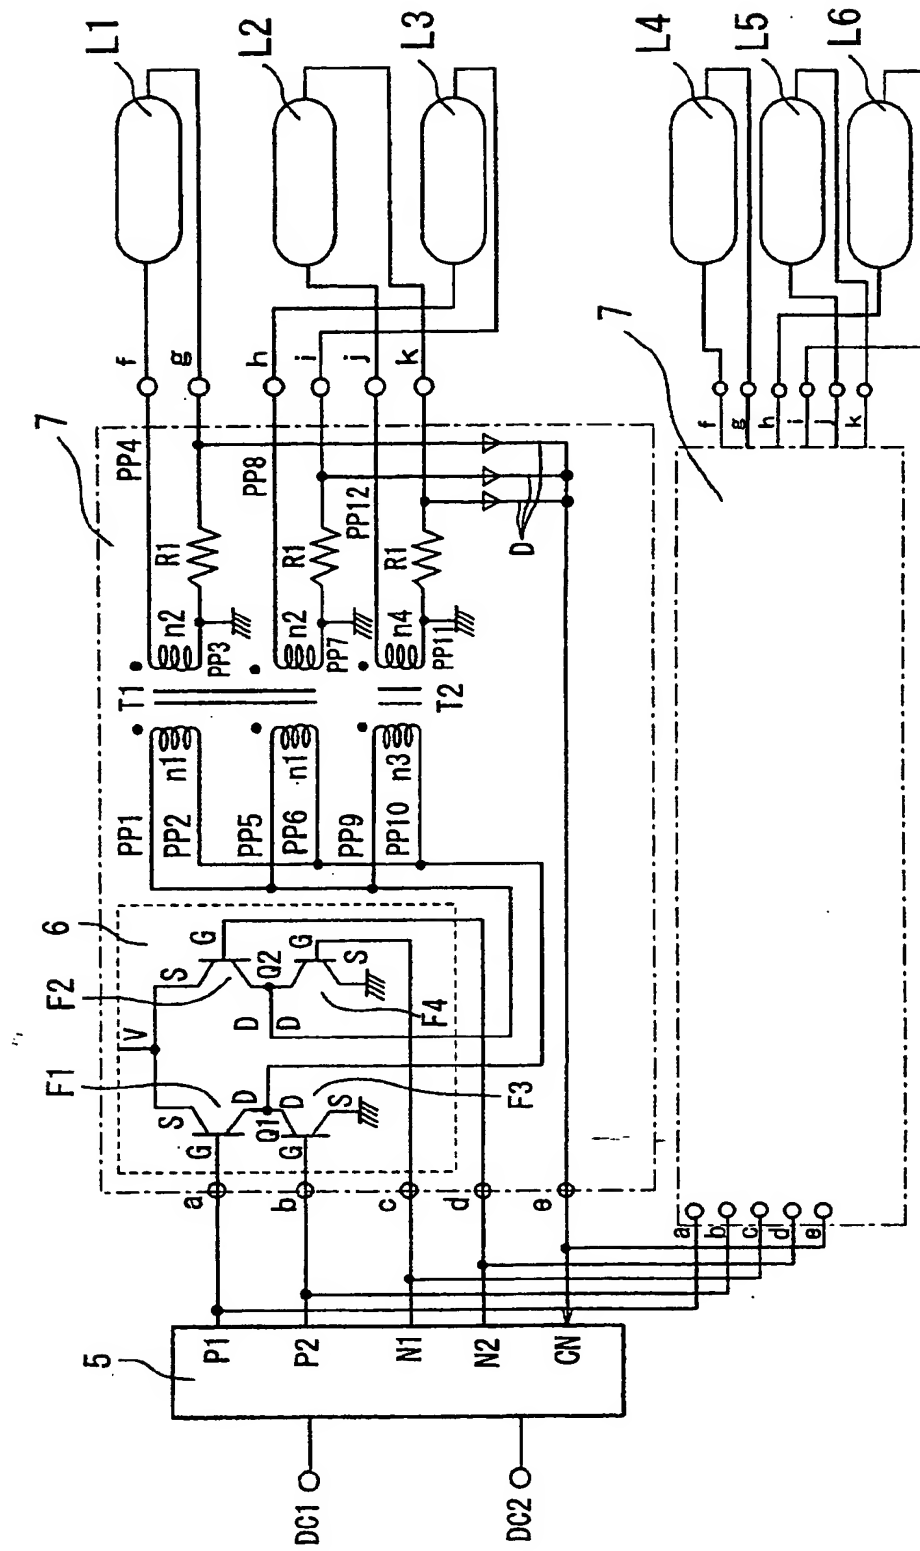 L1
L2
L3
L4
L5
L6
f
g
h
i
j
k
7
PP4
PP8
PP12
R1
R1
R1
D
n2
n2
n4
PP3
PP7
PP11
T1
T2
n1
n1
n3
PP1
PP2
PP5
PP6
PP9
PP10
6
F2
F1
V
S
G
Q2
G
S
D
D
F4
S
G
D
Q1
D
G
S
F3
a
b
c
d
e
5
P1
P2
N1
N2
CN
DC1
DC2
7
f
g
h
i
j
k
a
b
c
d
e